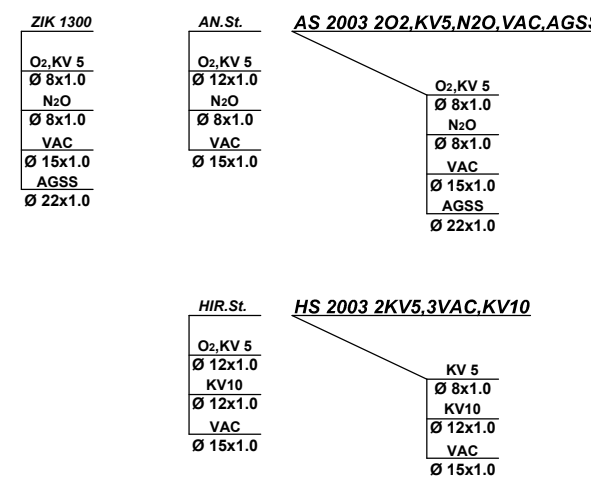 ZIK 1300
O2,KV 5
Ø 8x1.0
N2O
Ø 8x1.0
VAC
Ø 15x1.0
AGSS
Ø 22x1.0
AN.St.
O2,KV 5
Ø 12x1.0
N2O
Ø 8x1.0
VAC
Ø 15x1.0
AS 2003 2O2,KV5,N2O,VAC,AGSS
O2,KV 5
Ø 8x1.0
N2O
Ø 8x1.0
VAC
Ø 15x1.0
AGSS
Ø 22x1.0
HIR.St.
O2,KV 5
Ø 12x1.0
KV10
Ø 12x1.0
VAC
Ø 15x1.0
HS 2003 2KV5,3VAC,KV10
KV 5
Ø 8x1.0
KV10
Ø 12x1.0
VAC
Ø 15x1.0